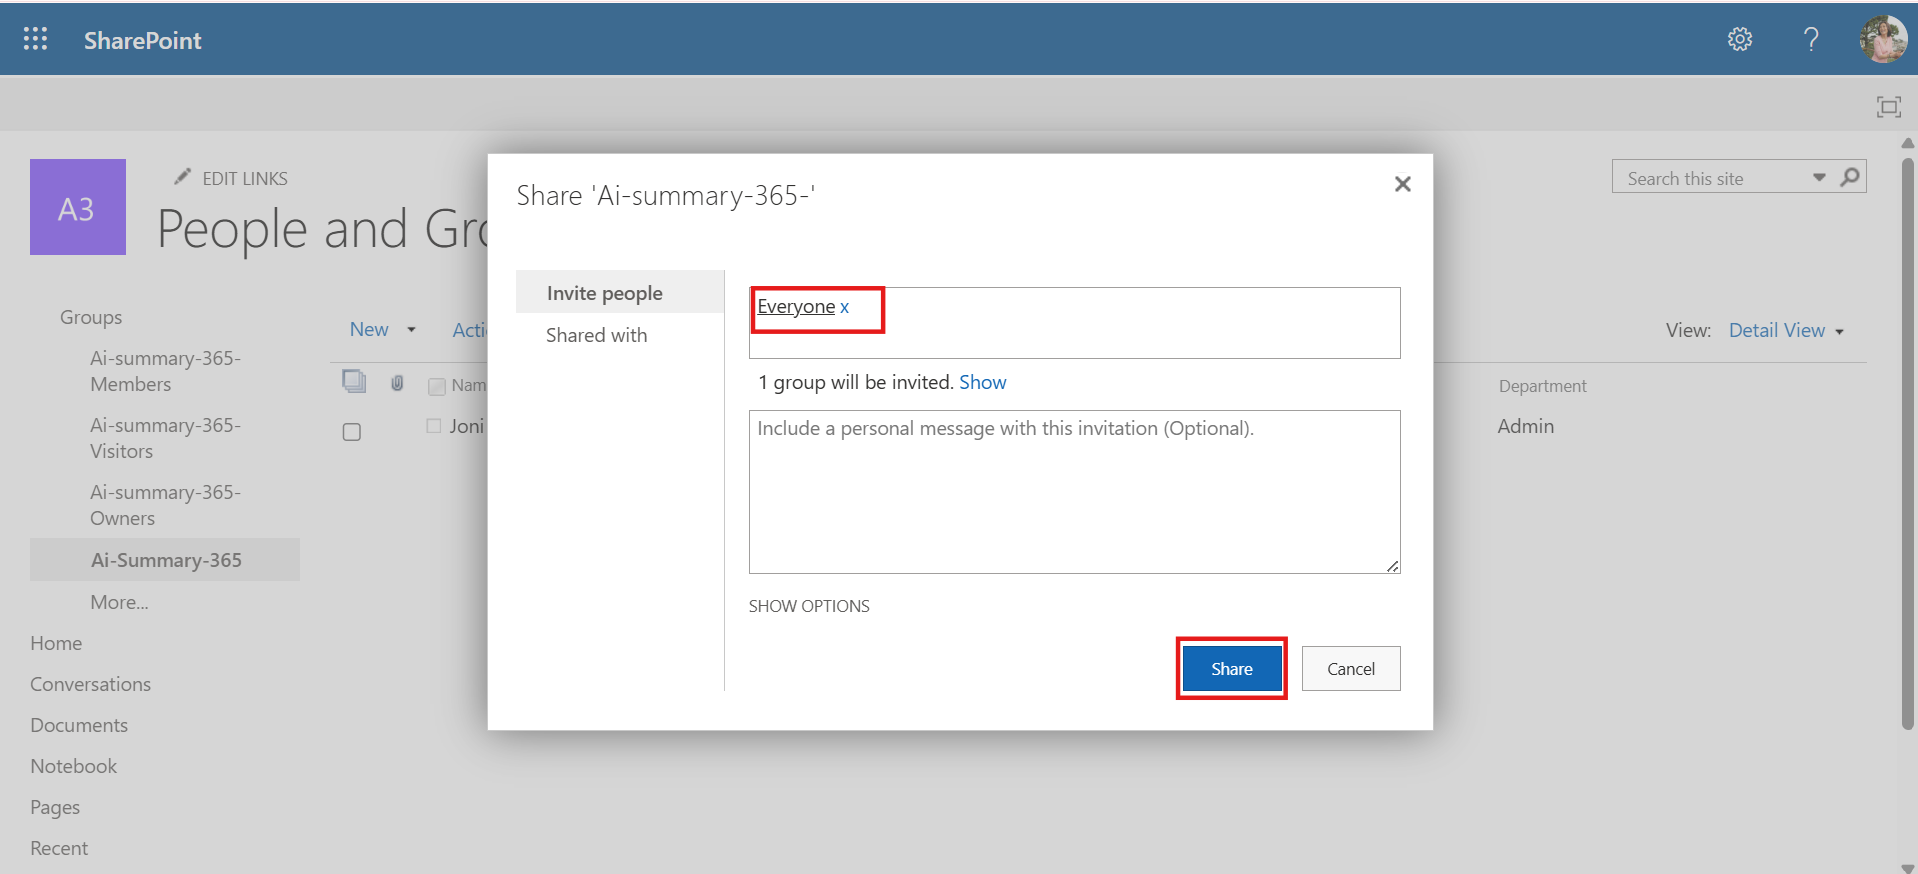 SharePoint
EDIT LINKS
A3
People and Gro
Search this site
Groups
Ai-summary-365-
Members
Ai-summary-365-
Visitors
Ai-summary-365-
Owners
Ai-Summary-365
More...
Home
Conversations
Documents
Notebook
Pages
Recent
New
Acti
Nam
Joni
View: Detail View
Department
Admin
Share 'Ai-summary-365-'
Invite people
Shared with
Everyone x
1 group will be invited. Show
Include a personal message with this invitation (Optional).
SHOW OPTIONS
Share
Cancel